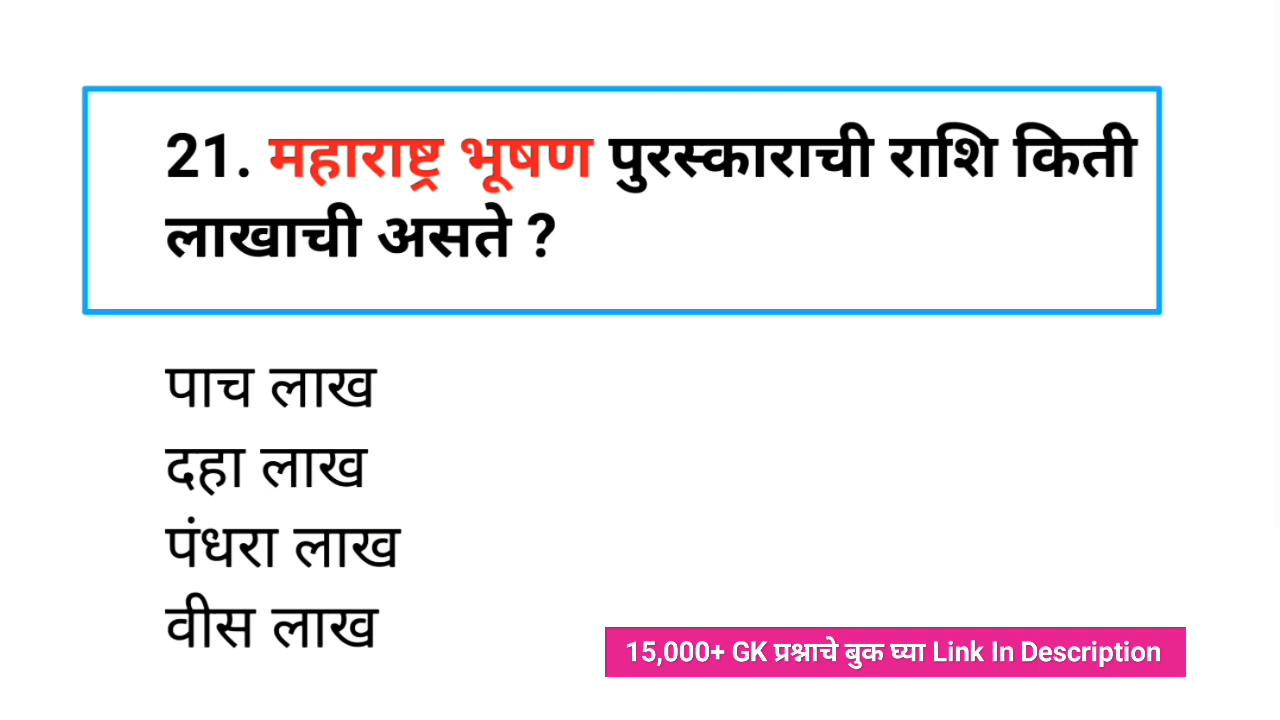 21. महाराष्ट्र भूषण पुरस्काराची राशि किती
लाखाची असते ?
पाच लाख
दहा लाख
पंधरा लाख
वीस लाख
15,000+ GK प्रश्नाचे बुक घ्या Link In Description